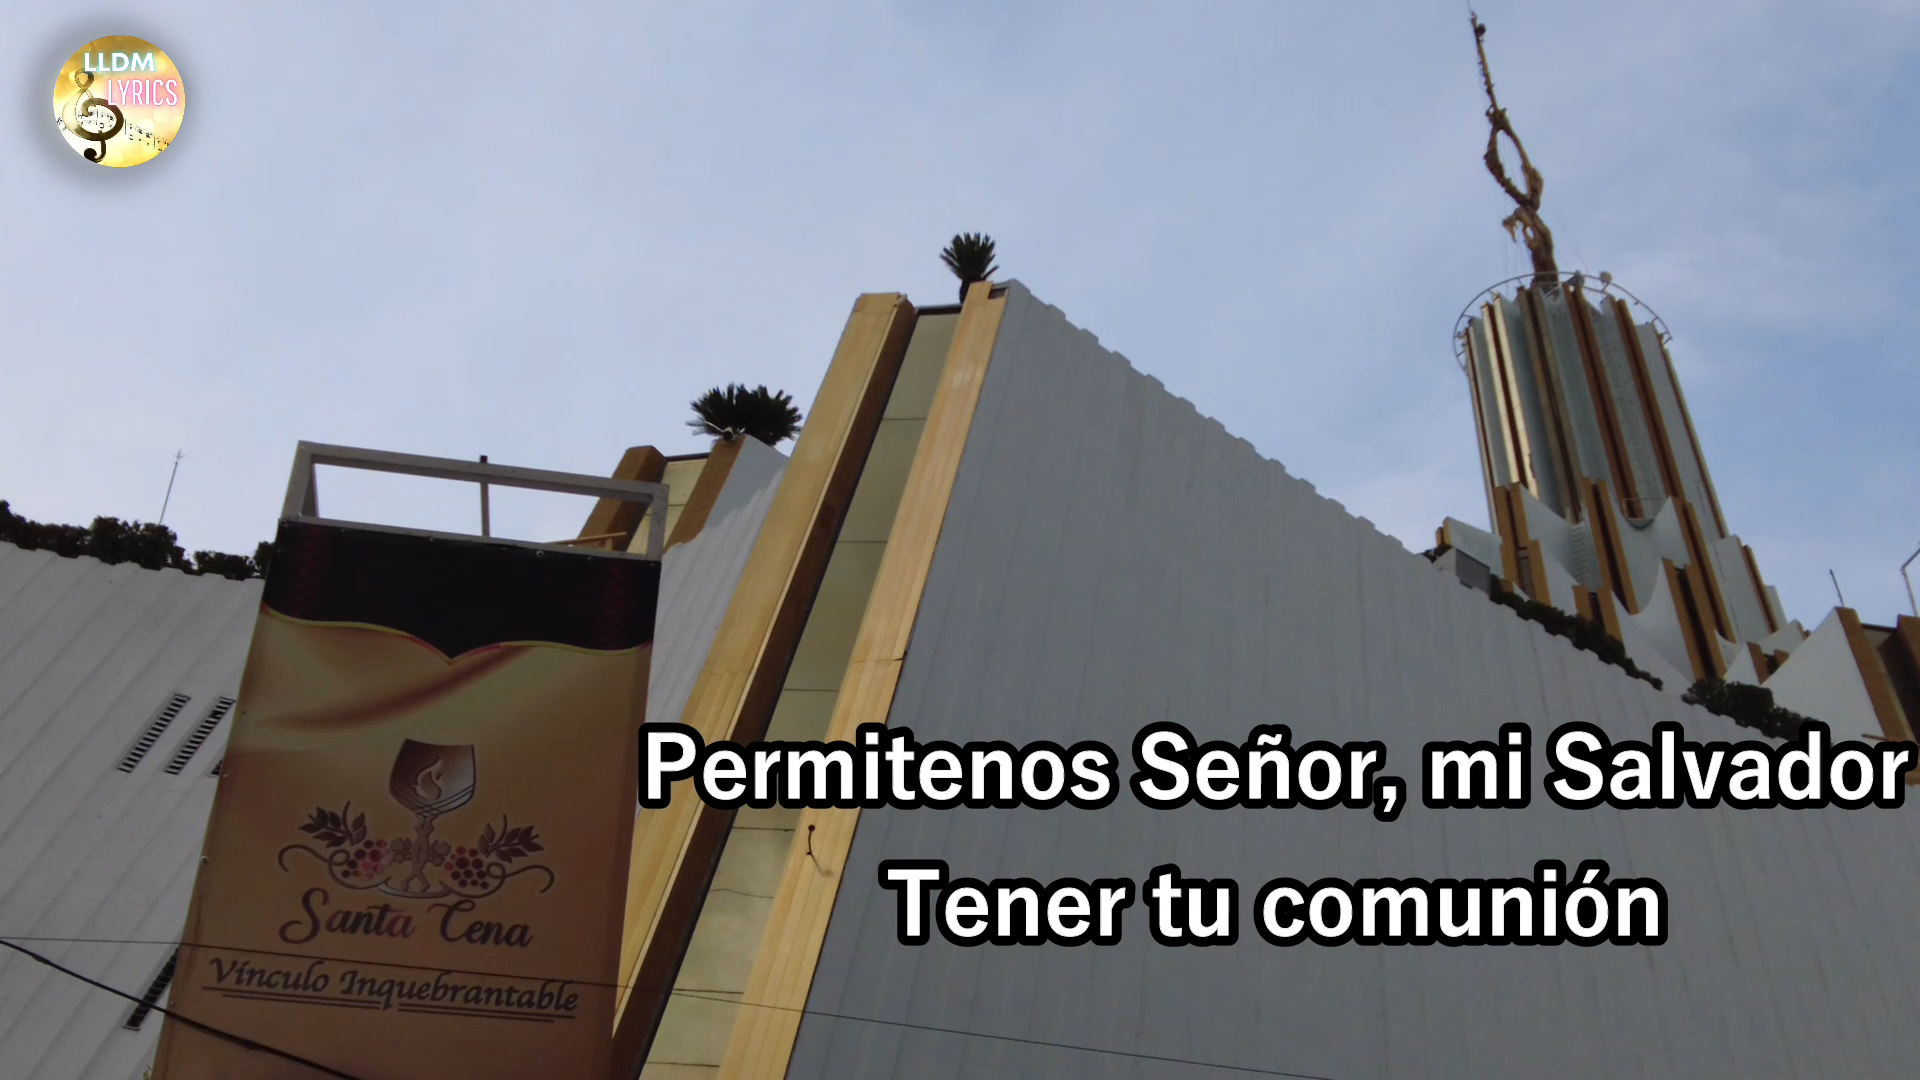 LLDM
LYRICS
Permitenos Señor, mi Salvador
Tener tu comunión
Santa Cena
Vínculo Inquebrantable